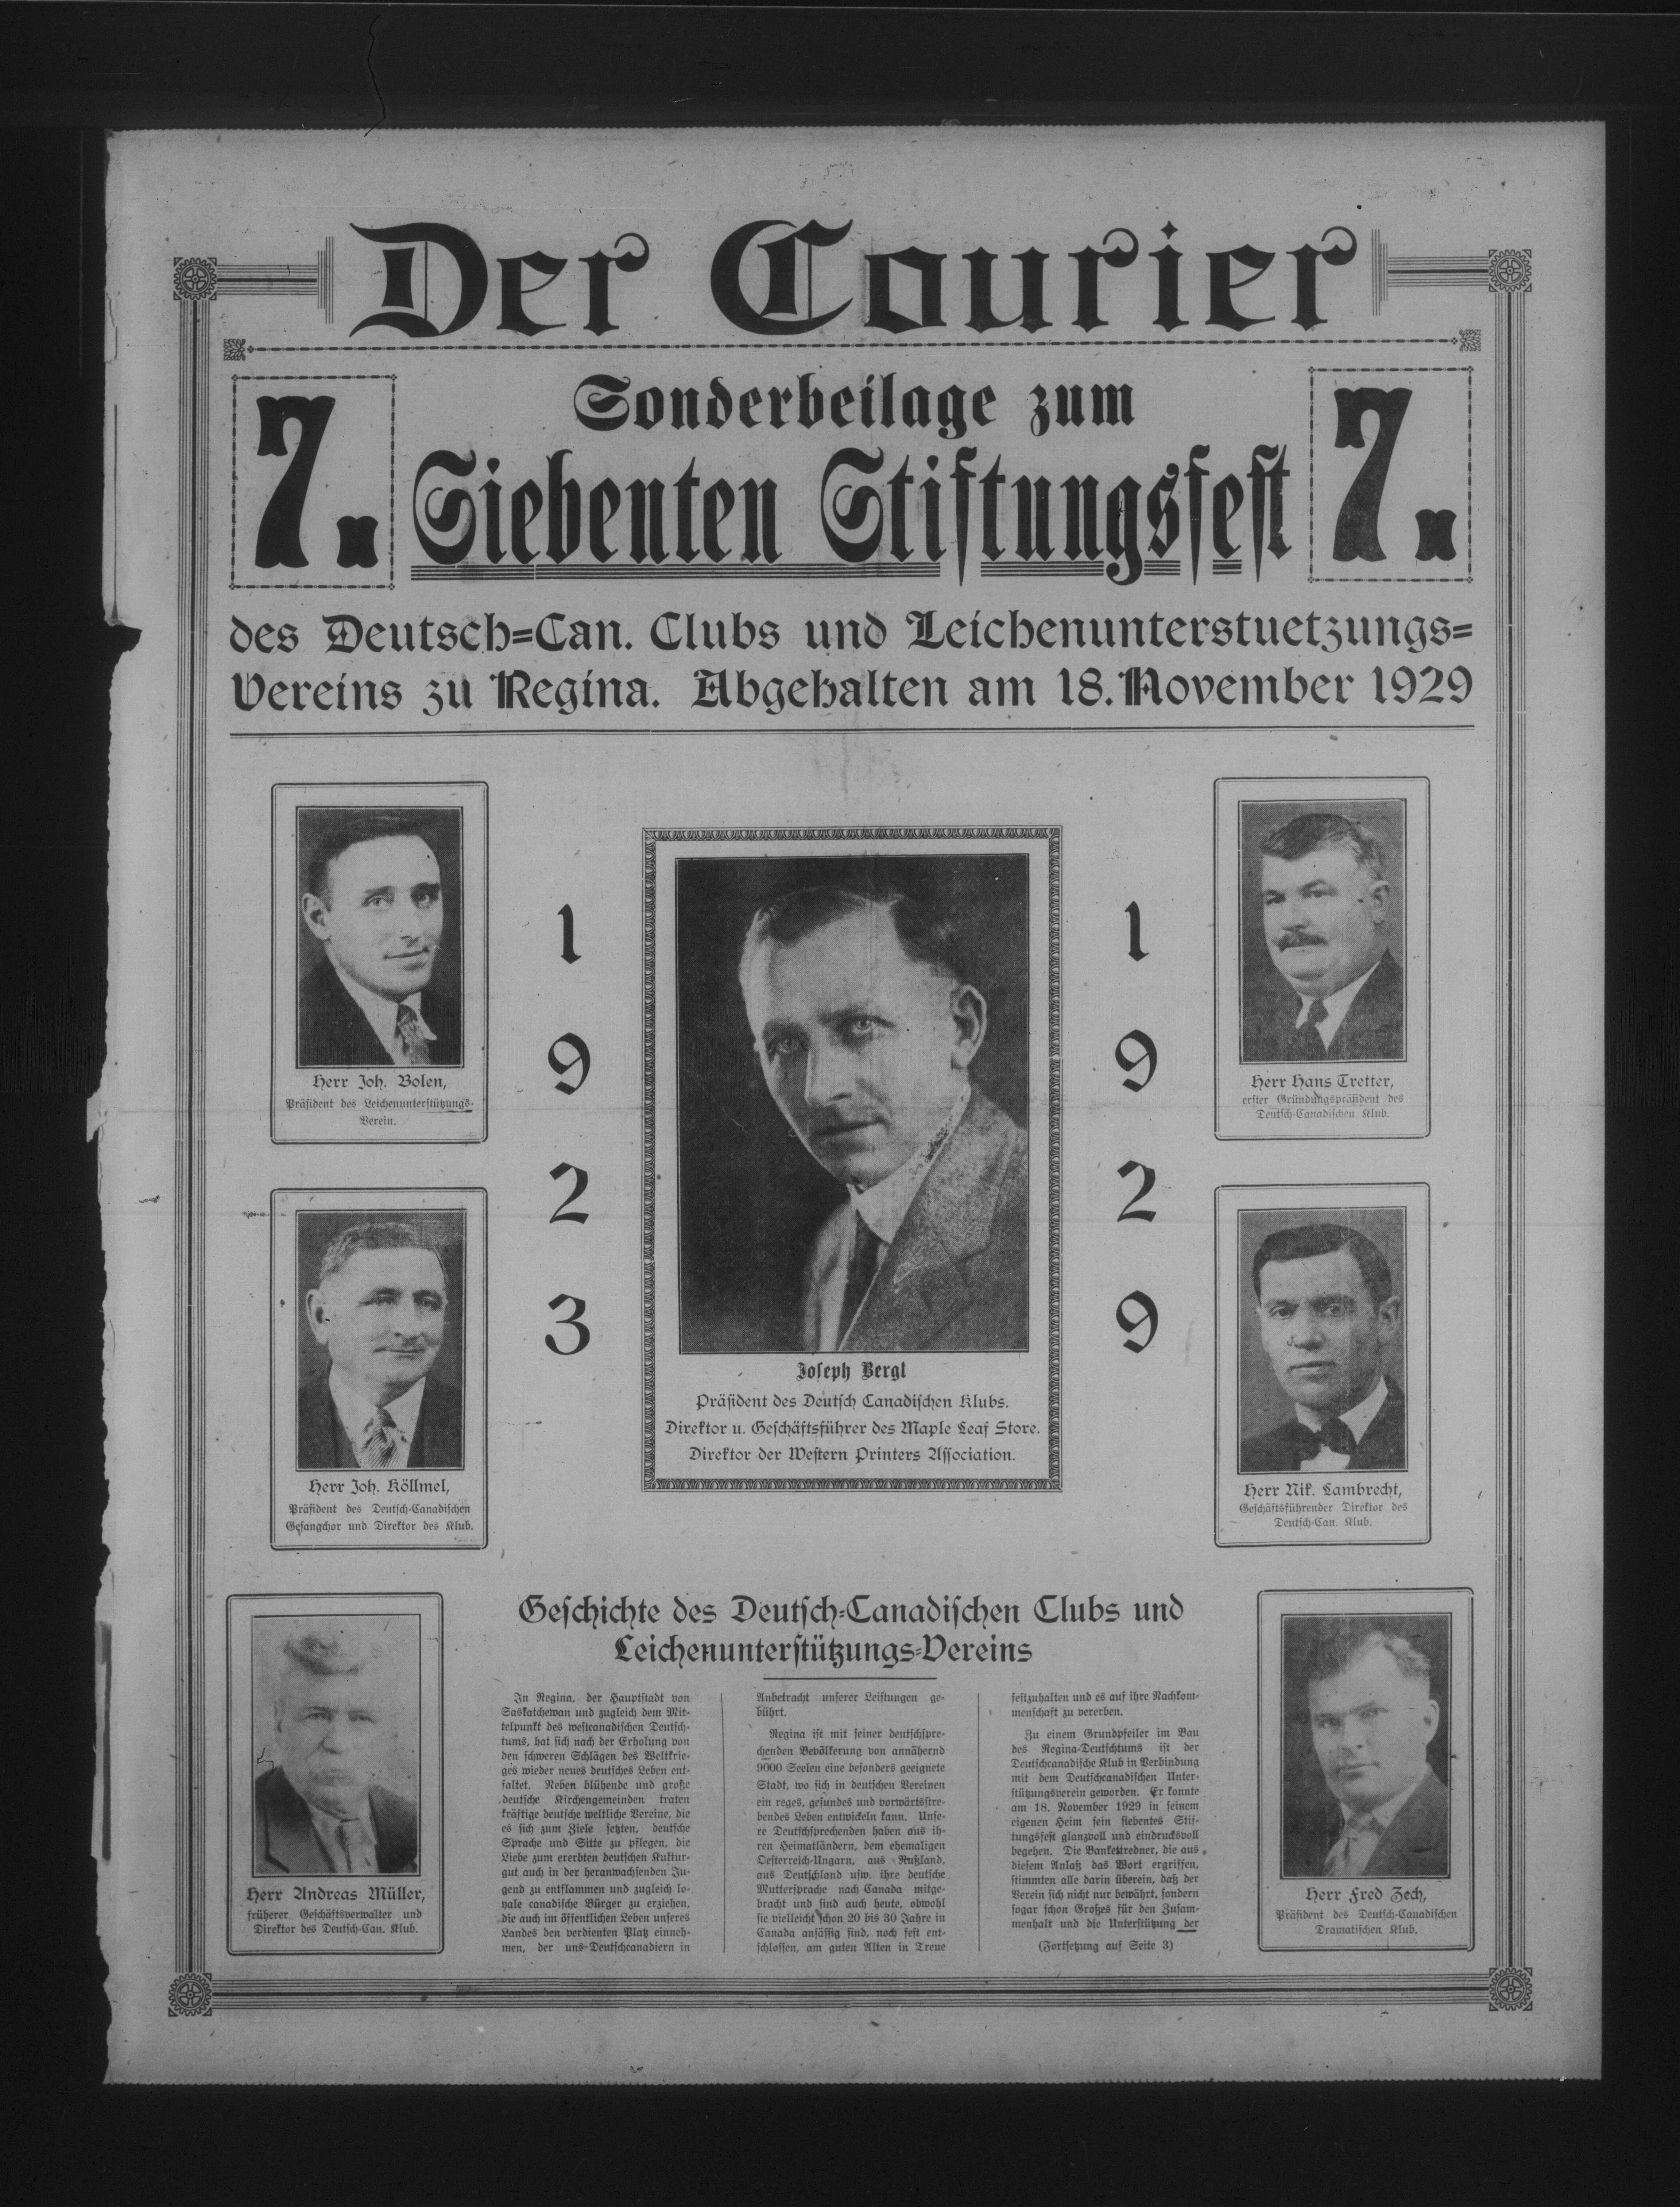 Der Courier
7.
Sonderbeilage zum
Siebenten Stiftungsfest
7.
des Deutsch-Can. Clubs und Leichenunterstuetzungs-
Vereins zu Regina. Abgehalten am 18. November 1929
Herr Joh. Bolen,
Präsident des Leichenunterstützungs-
Verein.
1
9
2
3
Joseph Bergl
Präsident des Deutsch Canadischen Klubs.
Direktor u. Geschäftsführer des Maple Leaf Store.
Direktor der Western Printers Association.
1
9
2
9
Herr Hans Tretter,
erster Gründungspräsident des
Deutsch-Canadischen Klub.
Herr Joh. Köllmel,
Präsident des Deutsch-Canadischen
Gesangchor und Direktor des Klub.
Herr Nik. Lambrecht,
Geschäftsführender Direktor des
Deutsch-Can. Klub.
Herr Andreas Müller,
früherer Geschäftsverwalter und
Direktor des Deutsch-Can. Klub.
Geschichte des Deutsch-Canadischen Clubs und
Leichenunterstützungs-Vereins
In Regina, der Hauptstadt von
Saskatchewan und zugleich dem Mit-
telpunkt des westcanadischen Deutsch-
tums, hat sich nach der Erholung von
den schweren Schlägen des Weltkrie-
ges wieder neues deutsches Leben ent-
faltet. Neben blühende und große
deutsche Kirchengemeinden traten
kräftige deutsche weltliche Vereine, die
es sich zum Ziele setzten, deutsche
Sprache und Sitte zu pflegen, die
Liebe zum ererbten deutschen Kultur-
gut auch in der heranwachsenden Ju-
gend zu entflammen und zugleich lo-
yale canadische Bürger zu erziehen,
die auch im öffentlichen Leben unseres
Landes den verdienten Platz einneh-
men, der uns Deutschcanadiern in
Anbetracht unserer Leistungen ge-
bührt.
Regina ist mit seiner deutschspre-
chenden Bevölkerung von annähernd
9000 Seelen eine besonders geeignete
Stadt, wo sich in deutschen Vereinen
ein reges, gesundes und vorwärtsstre-
bendes Leben entwickeln kann. Unse-
re Deutschsprechenden haben aus ih-
ren Heimatländern, dem ehemaligen
Oesterreich-Ungarn, aus Rußland,
aus Deutschland usw. ihre deutsche
Muttersprache nach Canada mitge-
bracht und sind auch heute, obwohl
sie vielleicht schon 20 bis 30 Jahre in
Canada ansässig sind, noch fest ent-
schlossen, am guten Alten in Treue
festzuhalten und es auf ihre Nachkom-
menschaft zu vererben.
Zu einem Grundpfeiler im Bau
des Regina-Deutschtums ist der
Deutschcanadische Klub in Verbindung
mit dem Deutschcanadischen Unter-
stützungsverein geworden. Er konnte
am 18. November 1929 in seinem
eigenen Heim sein siebentes Stif-
tungsfest glanzvoll und eindrucksvoll
begehen. Die Bankettredner, die aus
diesem Anlaß das Wort ergriffen,
stimmten alle darin überein, daß der
Verein sich nicht nur bewährt, sondern
sogar schon Großes für den Zusam-
menhalt und die Unterstützung der
(Fortsetzung auf Seite 3)
Herr Fred Zech,
Präsident des Deutsch-Canadischen
Dramatischen Klub.